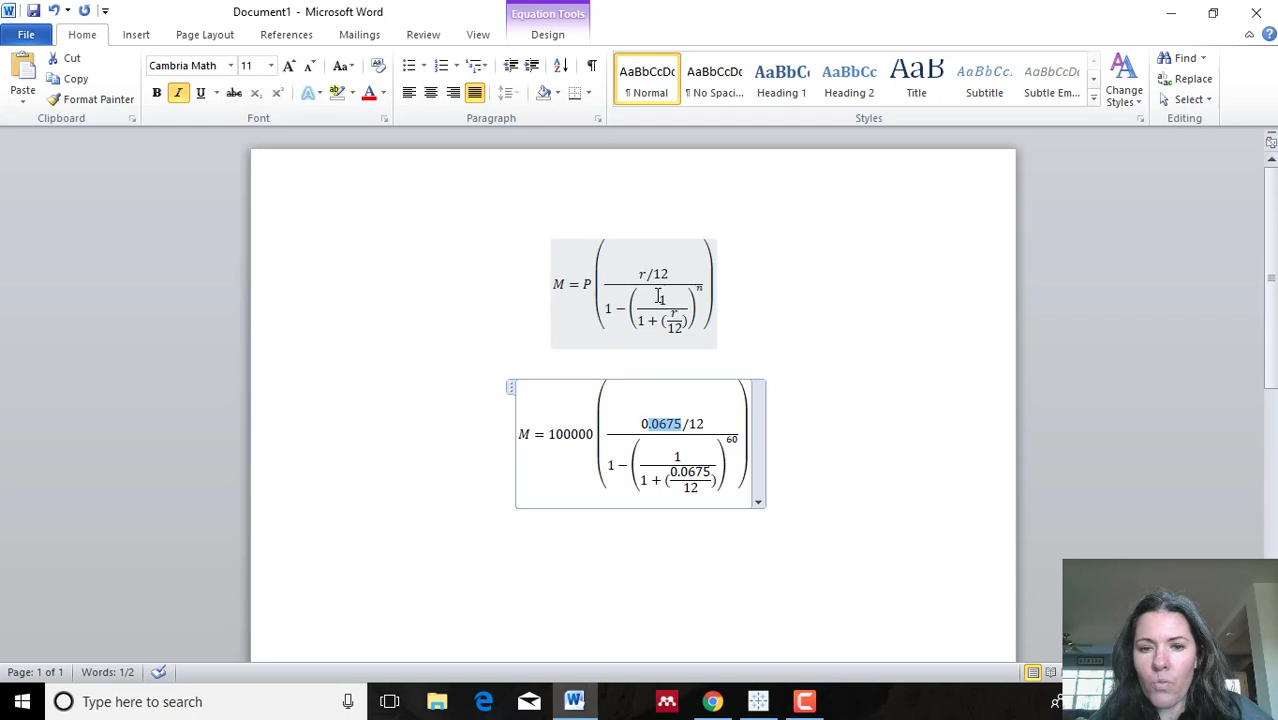 Document1 - Microsoft Word
Equation Tools
File Home Insert Page Layout References Mailings Review View Design
Paste
Cut
Copy
Format Painter
Clipboard
Cambria Math 11
Font
Paragraph
AaBbCcDc ¶ Normal
AaBbCcDc ¶ No Spaci...
AaBbCc Heading 1
AaBbCc Heading 2
AaB Title
AaBbCcDc Subtitle
AaBbCcDc Subtle Em...
Change Styles
Styles
Find
Replace
Select
Editing
M = P ( r/12 / 1 − ( 1 / 1 + (r/12) )^n )
M = 100000 ( 0.0675/12 / 1 − ( 1 / 1 + (0.0675/12) )^60 )
Page: 1 of 1 Words: 1/2
Type here to search